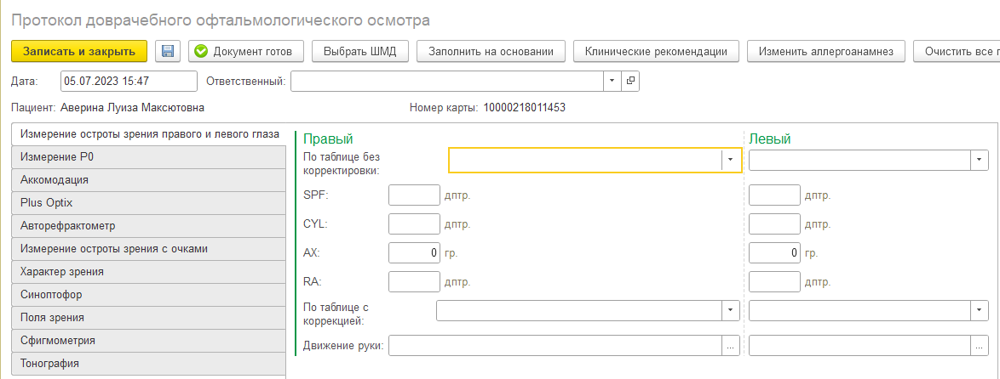 Протокол доврачебного офтальмологического осмотра
Записать и закрыть Документ готов Выбрать ШМД Заполнить на основании Клинические рекомендации Изменить аллергоанамнез Очистить все
Дата: 05.07.2023 15:47 Ответственный:
Пациент: Аверина Луиза Максютовна Номер карты: 10000218011453
Измерение остроты зрения правого и левого глаза
Измерение P0
Аккомодация
Plus Optix
Авторефрактометр
Измерение остроты зрения с очками
Характер зрения
Синоптофор
Поля зрения
Сфигмометрия
Тонография
Правый Левый
По таблице без
корректировки:
SPF: дптр. дптр.
CYL: дптр. дптр.
AX: 0 гр. 0 гр.
RA: дптр. дптр.
По таблице с
коррекцией:
Движение руки: ... ...